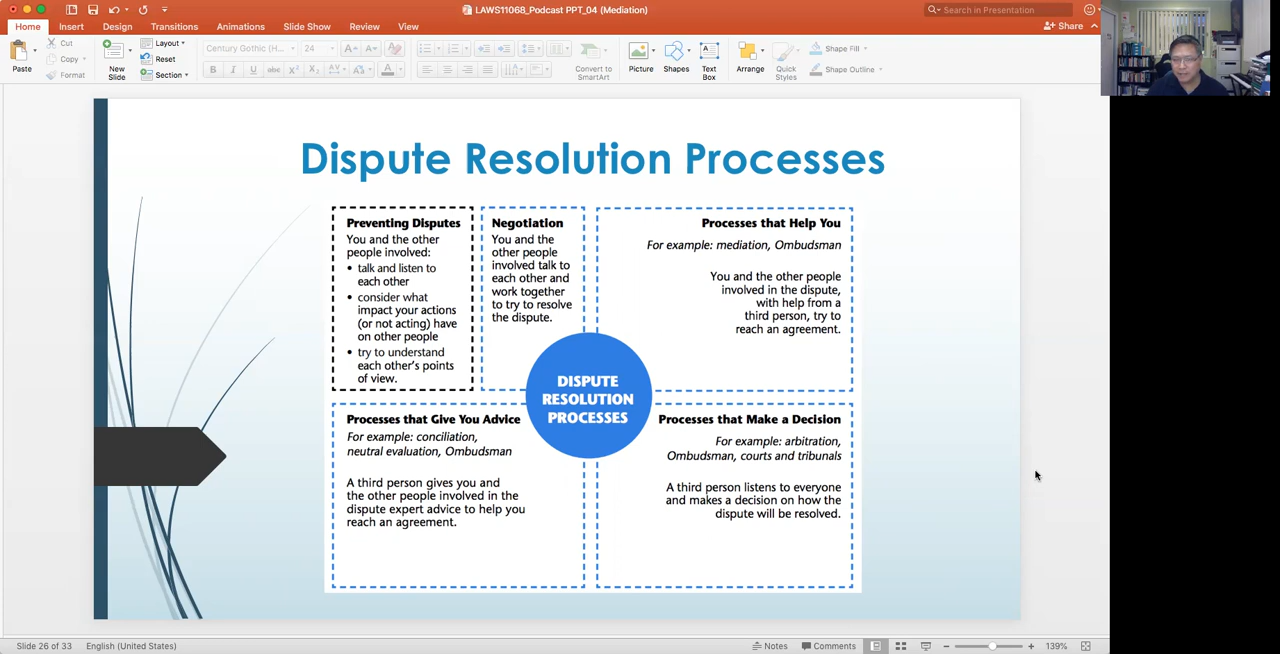 LAWS11068_Podcast PPT_04 (Mediation)
Search in Presentation
Home Insert Design Transitions Animations Slide Show Review View
Share
Paste
Cut
Copy
Format
New
Slide
Layout
Reset
Section
Century Gothic (H...
24
Convert to
SmartArt
Picture
Shapes
Text
Box
Arrange
Quick
Styles
Shape Fill
Shape Outline
Dispute Resolution Processes
Preventing Disputes
You and the other
people involved:
• talk and listen to
each other
• consider what
impact your actions
(or not acting) have
on other people
• try to understand
each other's points
of view.
Negotiation
You and the
other people
involved talk to
each other and
work together
to try to resolve
the dispute.
Processes that Help You
For example: mediation, Ombudsman
You and the other people
involved in the dispute,
with help from a
third person, try to
reach an agreement.
DISPUTE
RESOLUTION
PROCESSES
Processes that Give You Advice
For example: conciliation,
neutral evaluation, Ombudsman
A third person gives you and
the other people involved in the
dispute expert advice to help you
reach an agreement.
Processes that Make a Decision
For example: arbitration,
Ombudsman, courts and tribunals
A third person listens to everyone
and makes a decision on how the
dispute will be resolved.
Slide 26 of 33 English (United States)
Notes Comments 139%